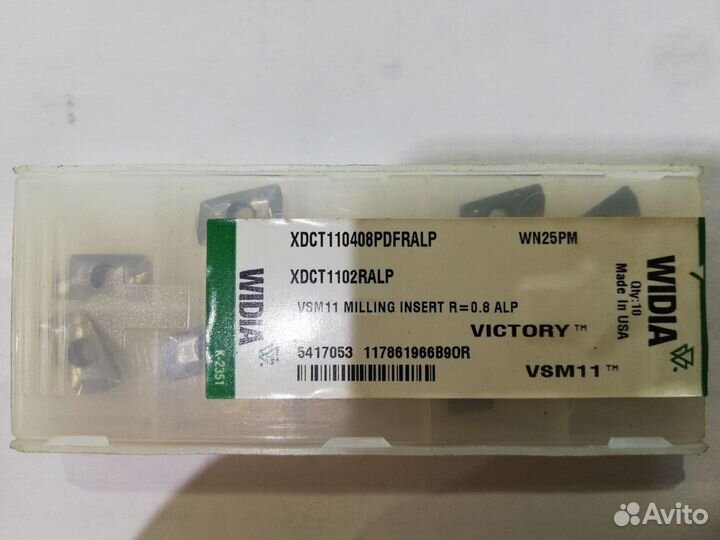 XDCT110408PDFRALP WN25PM
XDCT1102RALP
VSM11 MILLING INSERT R=0.8 ALP
VICTORY™
5417053 117861966B90R
VSM11™
WIDIA
K-2351
WIDIA
Qty:10
Made In USA
Avito